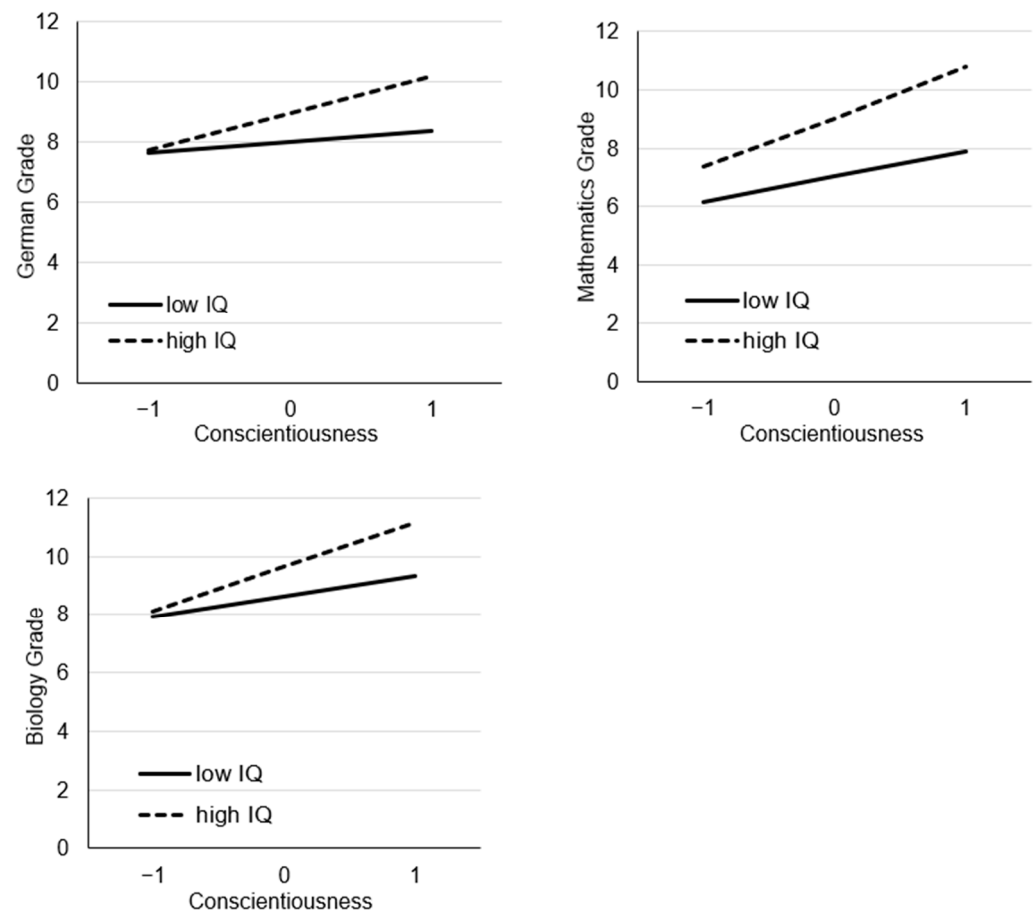 12
10
8
6
4
2
0
German Grade
low IQ
high IQ
−1 0 1
Conscientiousness
12
10
8
6
4
2
0
Mathematics Grade
low IQ
high IQ
−1 0 1
Conscientiousness
12
10
8
6
4
2
0
Biology Grade
low IQ
high IQ
−1 0 1
Conscientiousness